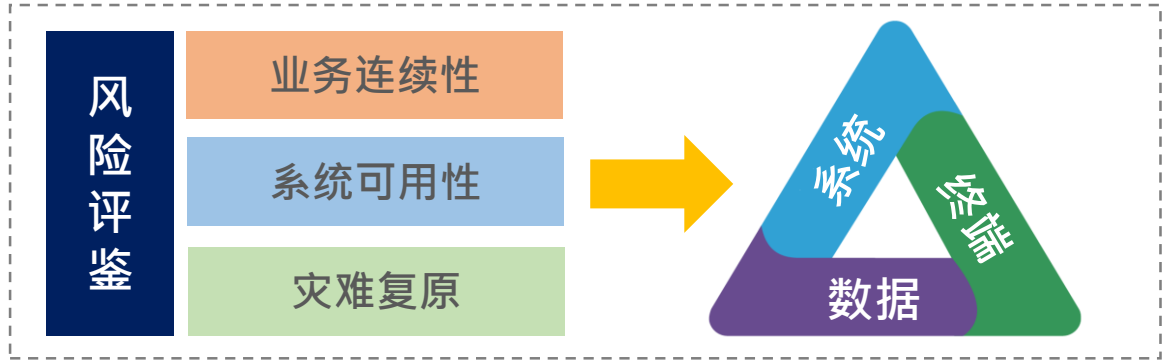 风险评鉴
业务连续性
系统可用性
灾难复原
系统
终端
数据